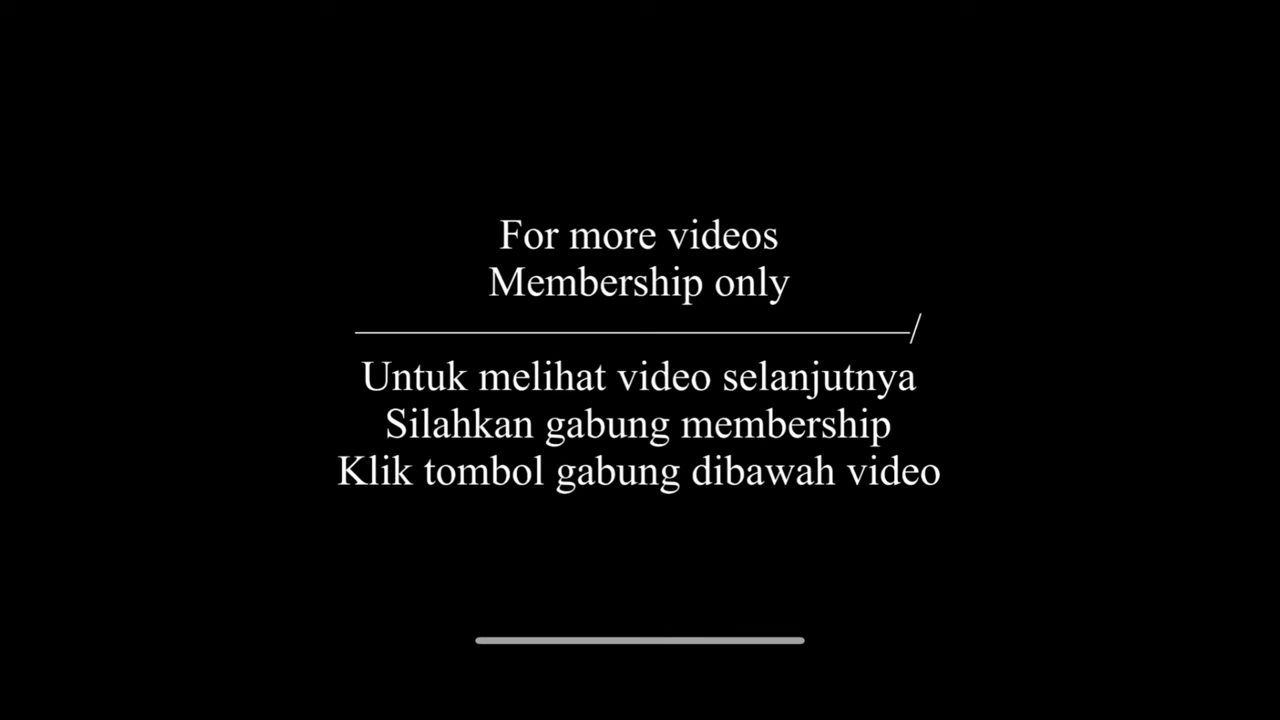 For more videos
Membership only
———————————————/
Untuk melihat video selanjutnya
Silahkan gabung membership
Klik tombol gabung dibawah video